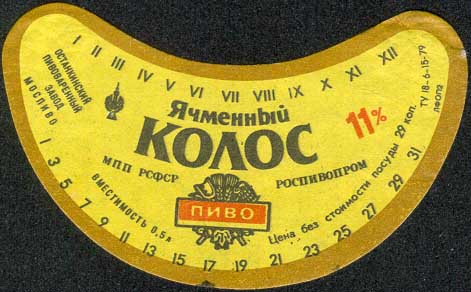 I II III IV V VI VII VIII IX X XI XII
ОСТАНКИНСКИЙ
ПИВОВАРЕННЫЙ
ЗАВОД
МОСПИВО
Ячменный
КОЛОС
11%
ТУ 18-6-15-79
МПП РСФСР
РОСПИВОПРОМ
ВМЕСТИМОСТЬ 0,5 л
ПИВО
Цена без стоимости посуды 29 коп.
1 3 5 7 9 11 13 15 17 19 21 23 25 27 29 31